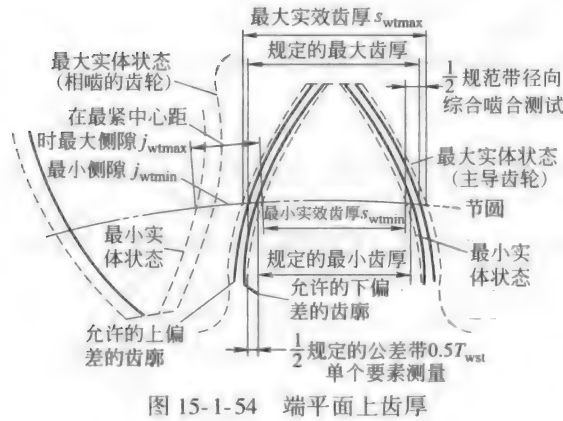 最大实效齿厚 s_wtmax
最大实体状态
(相啮的齿轮)
规定的最大齿厚
1/2 规范带径向
综合啮合测试
在最紧中心距
时最大侧隙 j_wtmax
最小侧隙 j_wtmin
最大实体状态
(主导齿轮)
节圆
最小实效齿厚 s_wtmin
最小实
体状态
规定的最小齿厚
最小实
体状态
允许的下偏
差的齿廓
允许的上偏
差的齿廓
1/2 规定的公差带0.5T_wst
单个要素测量
图 15-1-54 端平面上齿厚